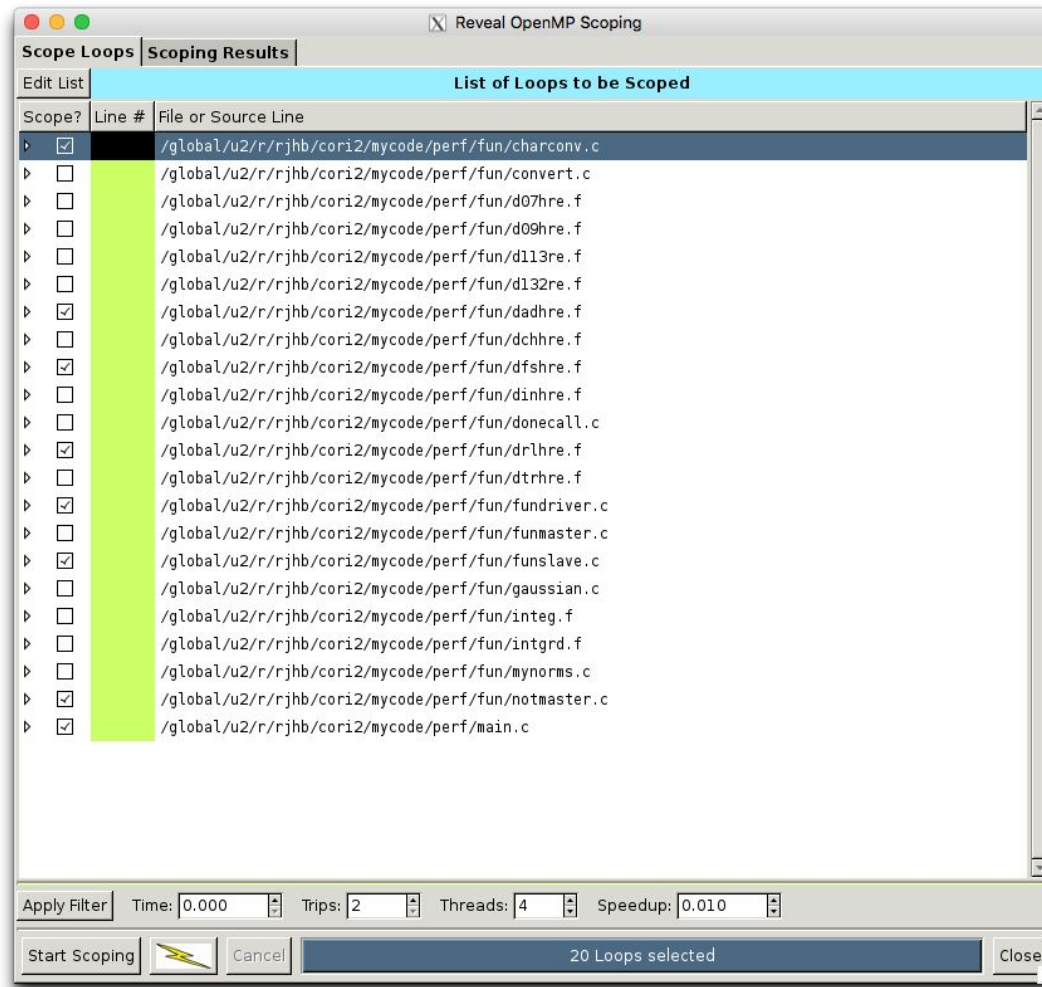 Reveal OpenMP Scoping
Scope Loops Scoping Results
Edit List List of Loops to be Scoped
Scope? Line # File or Source Line
/global/u2/r/rjhb/cori2/mycode/perf/fun/charconv.c
/global/u2/r/rjhb/cori2/mycode/perf/fun/convert.c
/global/u2/r/rjhb/cori2/mycode/perf/fun/d07hre.f
/global/u2/r/rjhb/cori2/mycode/perf/fun/d09hre.f
/global/u2/r/rjhb/cori2/mycode/perf/fun/d113re.f
/global/u2/r/rjhb/cori2/mycode/perf/fun/d132re.f
/global/u2/r/rjhb/cori2/mycode/perf/fun/dadhre.f
/global/u2/r/rjhb/cori2/mycode/perf/fun/dchhre.f
/global/u2/r/rjhb/cori2/mycode/perf/fun/dfshre.f
/global/u2/r/rjhb/cori2/mycode/perf/fun/dinhre.f
/global/u2/r/rjhb/cori2/mycode/perf/fun/donecall.c
/global/u2/r/rjhb/cori2/mycode/perf/fun/drlhre.f
/global/u2/r/rjhb/cori2/mycode/perf/fun/dtrhre.f
/global/u2/r/rjhb/cori2/mycode/perf/fun/fundriver.c
/global/u2/r/rjhb/cori2/mycode/perf/fun/funmaster.c
/global/u2/r/rjhb/cori2/mycode/perf/fun/funslave.c
/global/u2/r/rjhb/cori2/mycode/perf/fun/gaussian.c
/global/u2/r/rjhb/cori2/mycode/perf/fun/integ.f
/global/u2/r/rjhb/cori2/mycode/perf/fun/intgrd.f
/global/u2/r/rjhb/cori2/mycode/perf/fun/mynorms.c
/global/u2/r/rjhb/cori2/mycode/perf/fun/notmaster.c
/global/u2/r/rjhb/cori2/mycode/perf/main.c
Apply Filter Time: 0.000 Trips: 2 Threads: 4 Speedup: 0.010
Start Scoping Cancel 20 Loops selected Close